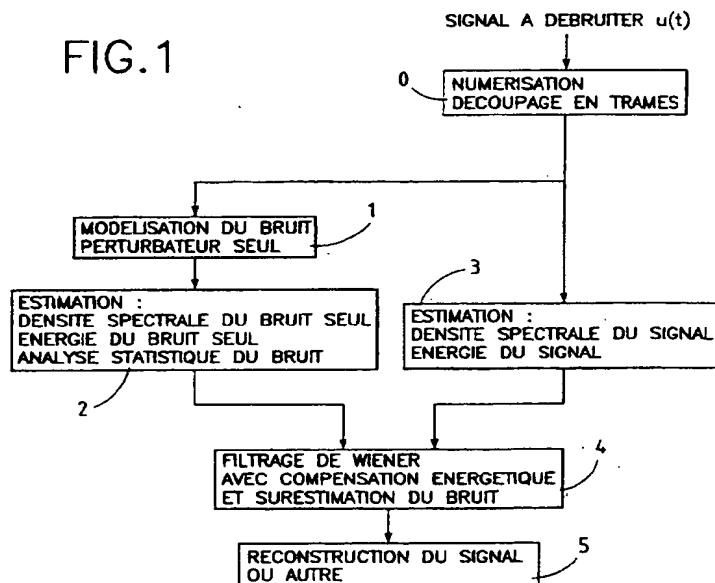 FIG.1
SIGNAL A DEBRUITER u(t)
0
NUMERISATION
DECOUPAGE EN TRAMES
1
MODELISATION DU BRUIT
PERTURBATEUR SEUL
3
ESTIMATION :
DENSITE SPECTRALE DU BRUIT SEUL
ENERGIE DU BRUIT SEUL
ANALYSE STATISTIQUE DU BRUIT
2
ESTIMATION :
DENSITE SPECTRALE DU SIGNAL
ENERGIE DU SIGNAL
FILTRAGE DE WIENER
AVEC COMPENSATION ENERGETIQUE
ET SURESTIMATION DU BRUIT
4
RECONSTRUCTION DU SIGNAL
OU AUTRE
5